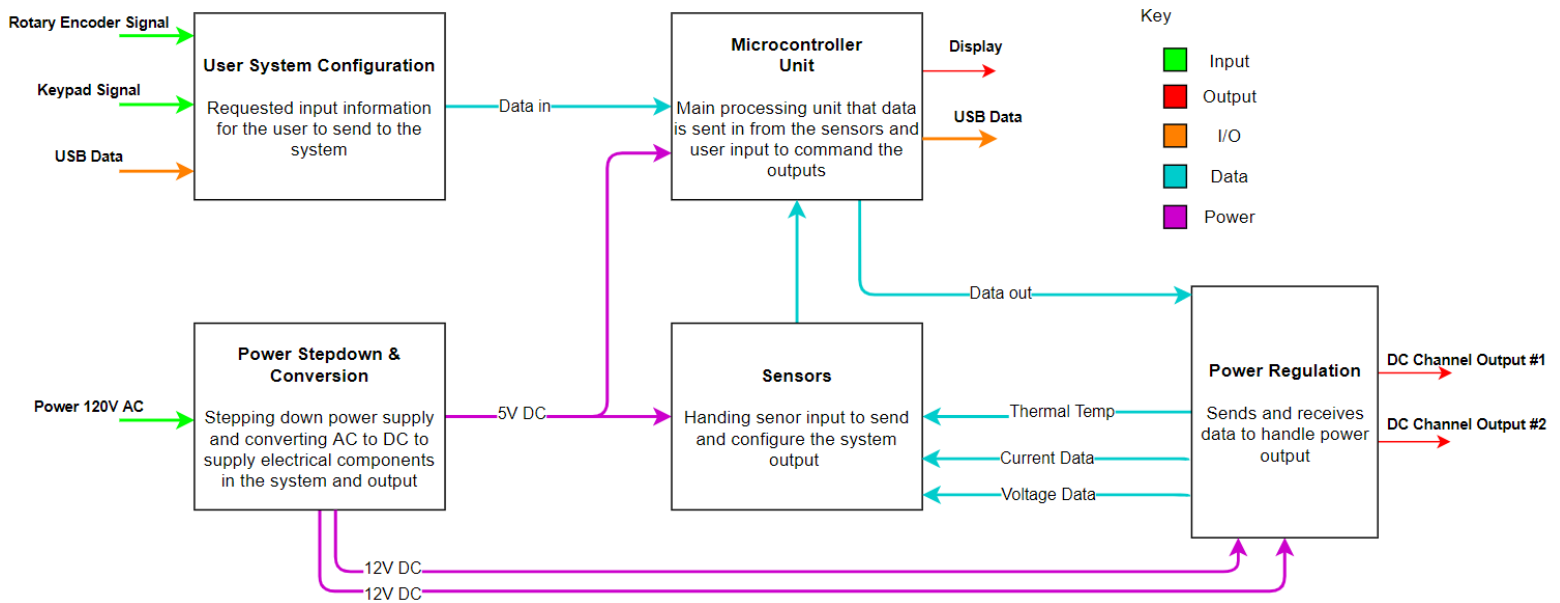 Rotary Encoder Signal
Keypad Signal
USB Data
User System Configuration
Requested input information
for the user to send to the
system
Data in
Microcontroller
Unit
Main processing unit that data
is sent in from the sensors and
user input to command the
outputs
Display
USB Data
Key
Input
Output
I/O
Data
Power
Data out
Power 120V AC
Power Stepdown &
Conversion
Stepping down power supply
and converting AC to DC to
supply electrical components
in the system and output
5V DC
Sensors
Handing senor input to send
and configure the system
output
Thermal Temp
Current Data
Voltage Data
Power Regulation
Sends and receives
data to handle power
output
DC Channel Output #1
DC Channel Output #2
12V DC
12V DC